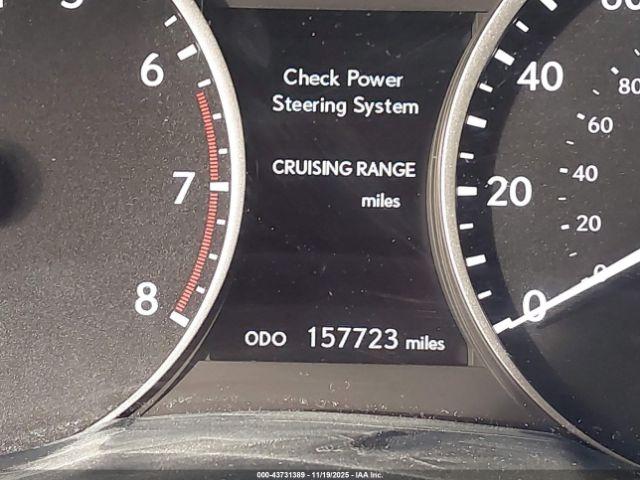 Check Power
Steering System
CRUISING RANGE
miles
ODO 157723 miles
6
7
8
40
20
0
80
60
40
20
0
000-43731389 - 11/19/2025 - IAA Inc.